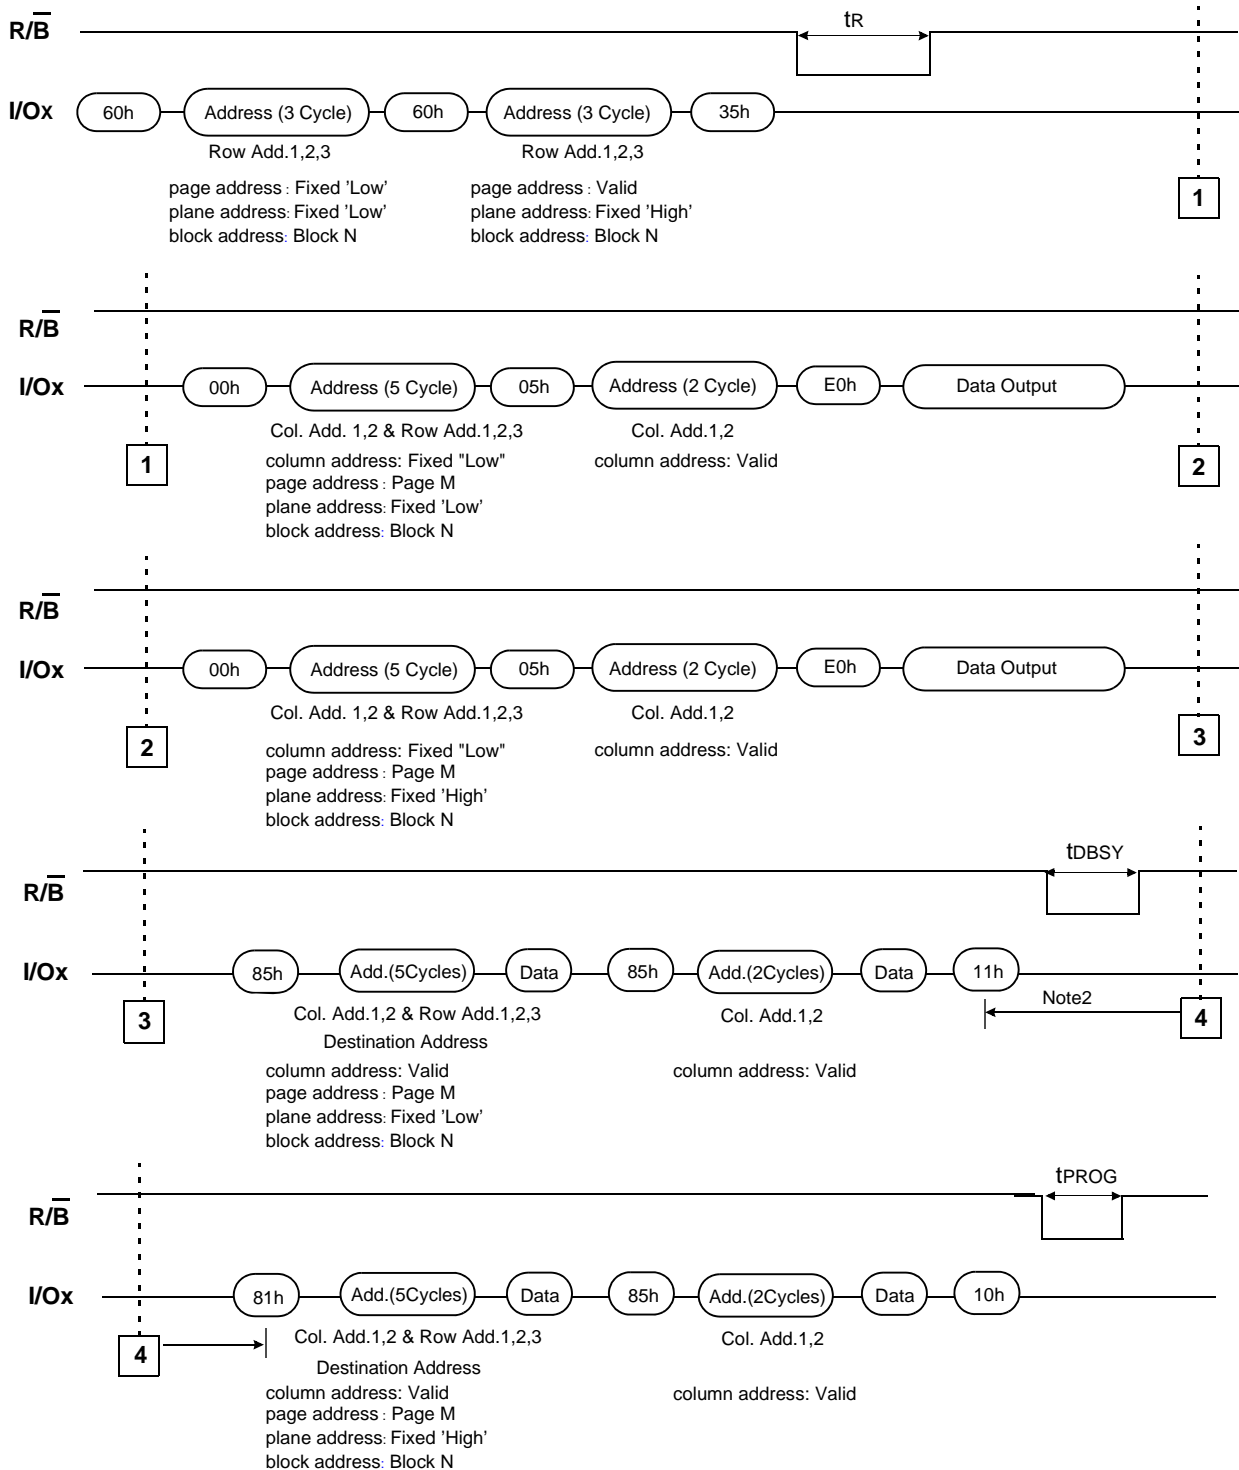 R/B tR
I/Ox 60h Address (3 Cycle) 60h Address (3 Cycle) 35h
Row Add.1,2,3 Row Add.1,2,3
page address : Fixed 'Low' page address : Valid
plane address: Fixed 'Low' plane address: Fixed 'High'
block address: Block N block address: Block N
1
R/B
I/Ox 00h Address (5 Cycle) 05h Address (2 Cycle) E0h Data Output
Col. Add. 1,2 & Row Add.1,2,3 Col. Add.1,2
1 column address: Fixed "Low" column address: Valid 2
page address : Page M
plane address: Fixed 'Low'
block address: Block N
R/B
I/Ox 00h Address (5 Cycle) 05h Address (2 Cycle) E0h Data Output
Col. Add. 1,2 & Row Add.1,2,3 Col. Add.1,2
2 column address: Fixed "Low" column address: Valid 3
page address : Page M
plane address: Fixed 'High'
block address: Block N
R/B tDBSY
I/Ox 85h Add.(5Cycles) Data 85h Add.(2Cycles) Data 11h
Note2
3 Col. Add.1,2 & Row Add.1,2,3 Col. Add.1,2 4
Destination Address
column address: Valid column address: Valid
page address : Page M
plane address: Fixed 'Low'
block address: Block N
R/B tPROG
I/Ox 81h Add.(5Cycles) Data 85h Add.(2Cycles) Data 10h
4 Col. Add.1,2 & Row Add.1,2,3 Col. Add.1,2
Destination Address
column address: Valid column address: Valid
page address : Page M
plane address: Fixed 'High'
block address: Block N